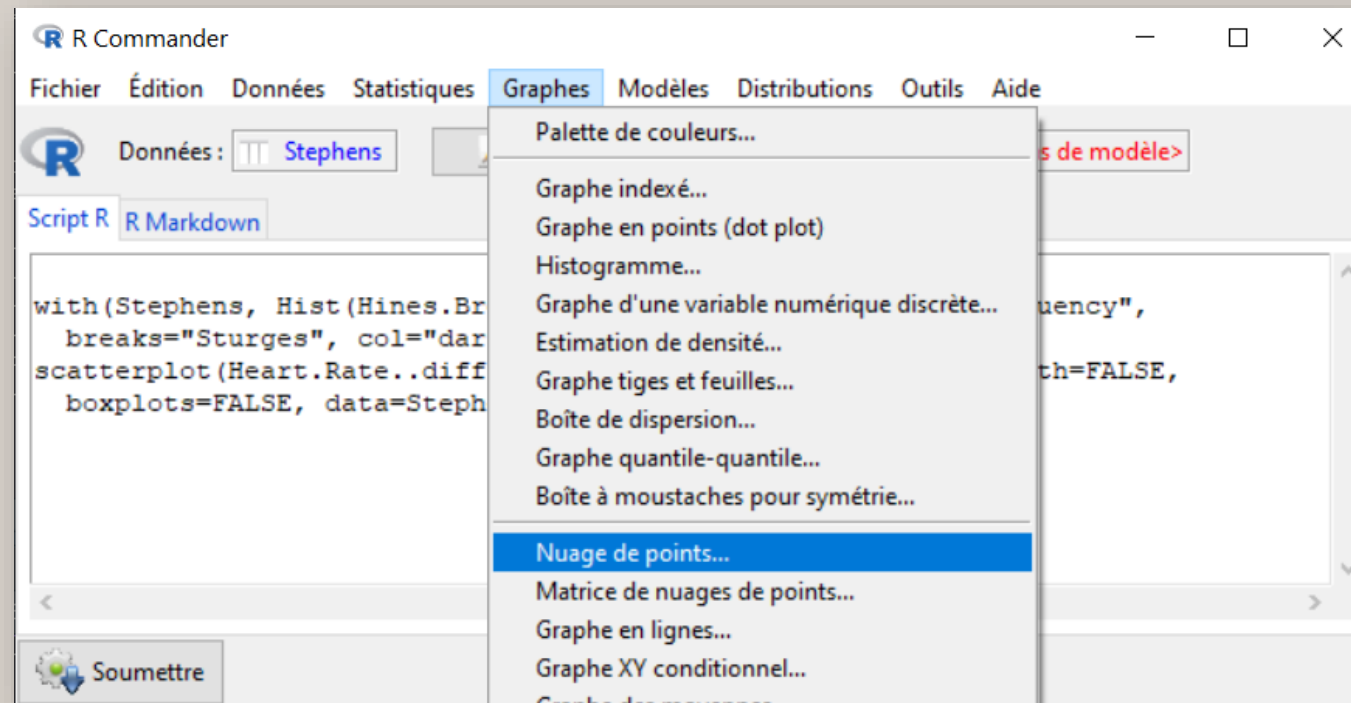 R Commander
Fichier Édition Données Statistiques Graphes Modèles Distributions Outils Aide
Données : Stephens
s de modèle>
Script R R Markdown
with(Stephens, Hist(Hines.Br
uency",
breaks="Sturges", col="dar
scatterplot(Heart.Rate..diff
th=FALSE,
boxplots=FALSE, data=Steph
Palette de couleurs...
Graphe indexé...
Graphe en points (dot plot)
Histogramme...
Graphe d'une variable numérique discrète...
Estimation de densité...
Graphe tiges et feuilles...
Boîte de dispersion...
Graphe quantile-quantile...
Boîte à moustaches pour symétrie...
Nuage de points...
Matrice de nuages de points...
Graphe en lignes...
Graphe XY conditionnel...
Soumettre